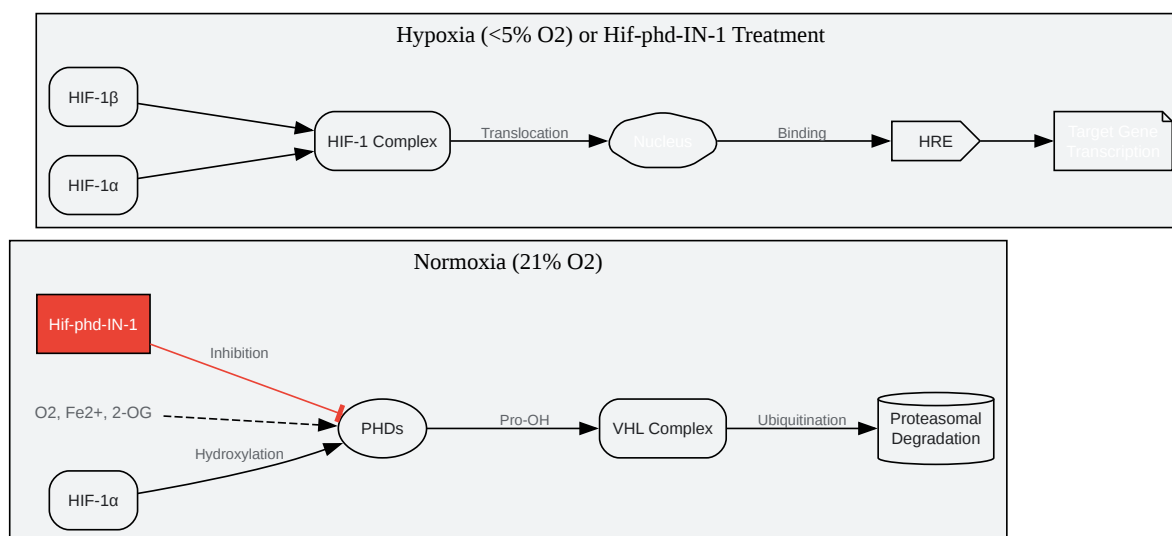 Hypoxia (<5% O2) or Hif-phd-IN-1 Treatment
HIF-1β
HIF-1α
HIF-1 Complex
Translocation
Nucleus
Binding
HRE
Target Gene
Transcription
Normoxia (21% O2)
Hif-phd-IN-1
Inhibition
O2, Fe2+, 2-OG
Hydroxylation
HIF-1α
PHDs
Pro-OH
VHL Complex
Ubiquitination
Proteasomal
Degradation